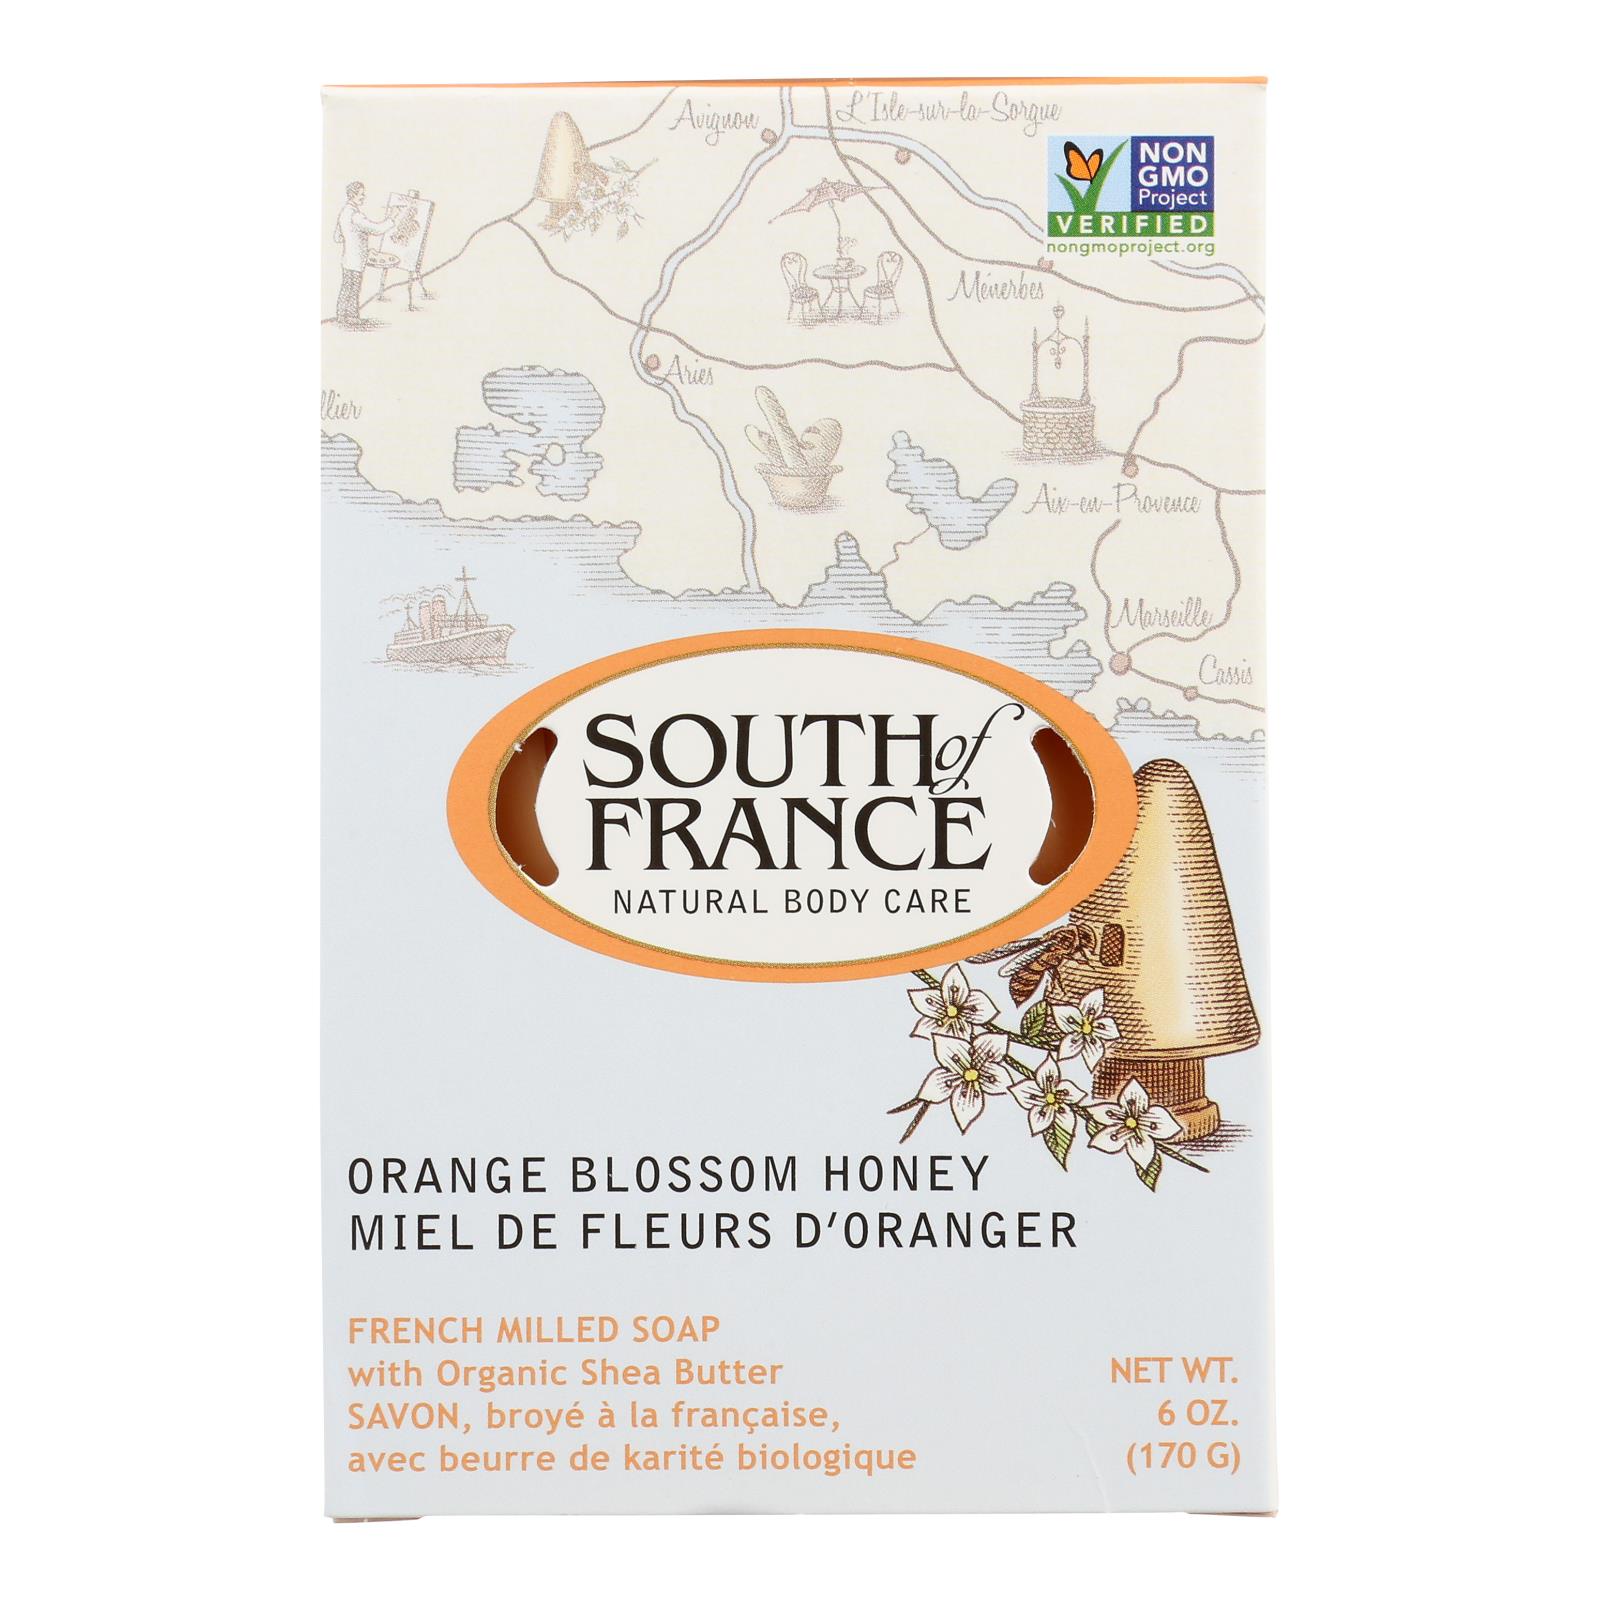 Avignon
L'Isle-sur-la-Sorgue
NON
GMO
Project
VERIFIED
nongmoproject.org
Ménerbes
Aries
llier
Aix-en-Provence
Marseille
Cassis
SOUTH of
FRANCE
NATURAL BODY CARE
ORANGE BLOSSOM HONEY
MIEL DE FLEURS D'ORANGER
FRENCH MILLED SOAP
with Organic Shea Butter
SAVON, broyé à la française,
avec beurre de karité biologique
NET WT.
6 OZ.
(170 G)